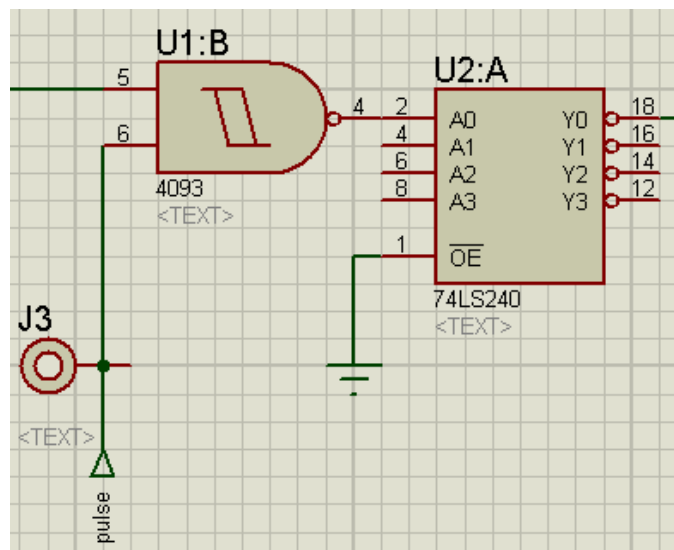 U1:B
5
6
4
4093
<TEXT>
U2:A
2
4
6
8
1
A0
A1
A2
A3
OE
Y0
Y1
Y2
Y3
18
16
14
12
74LS240
<TEXT>
J3
<TEXT>
pulse